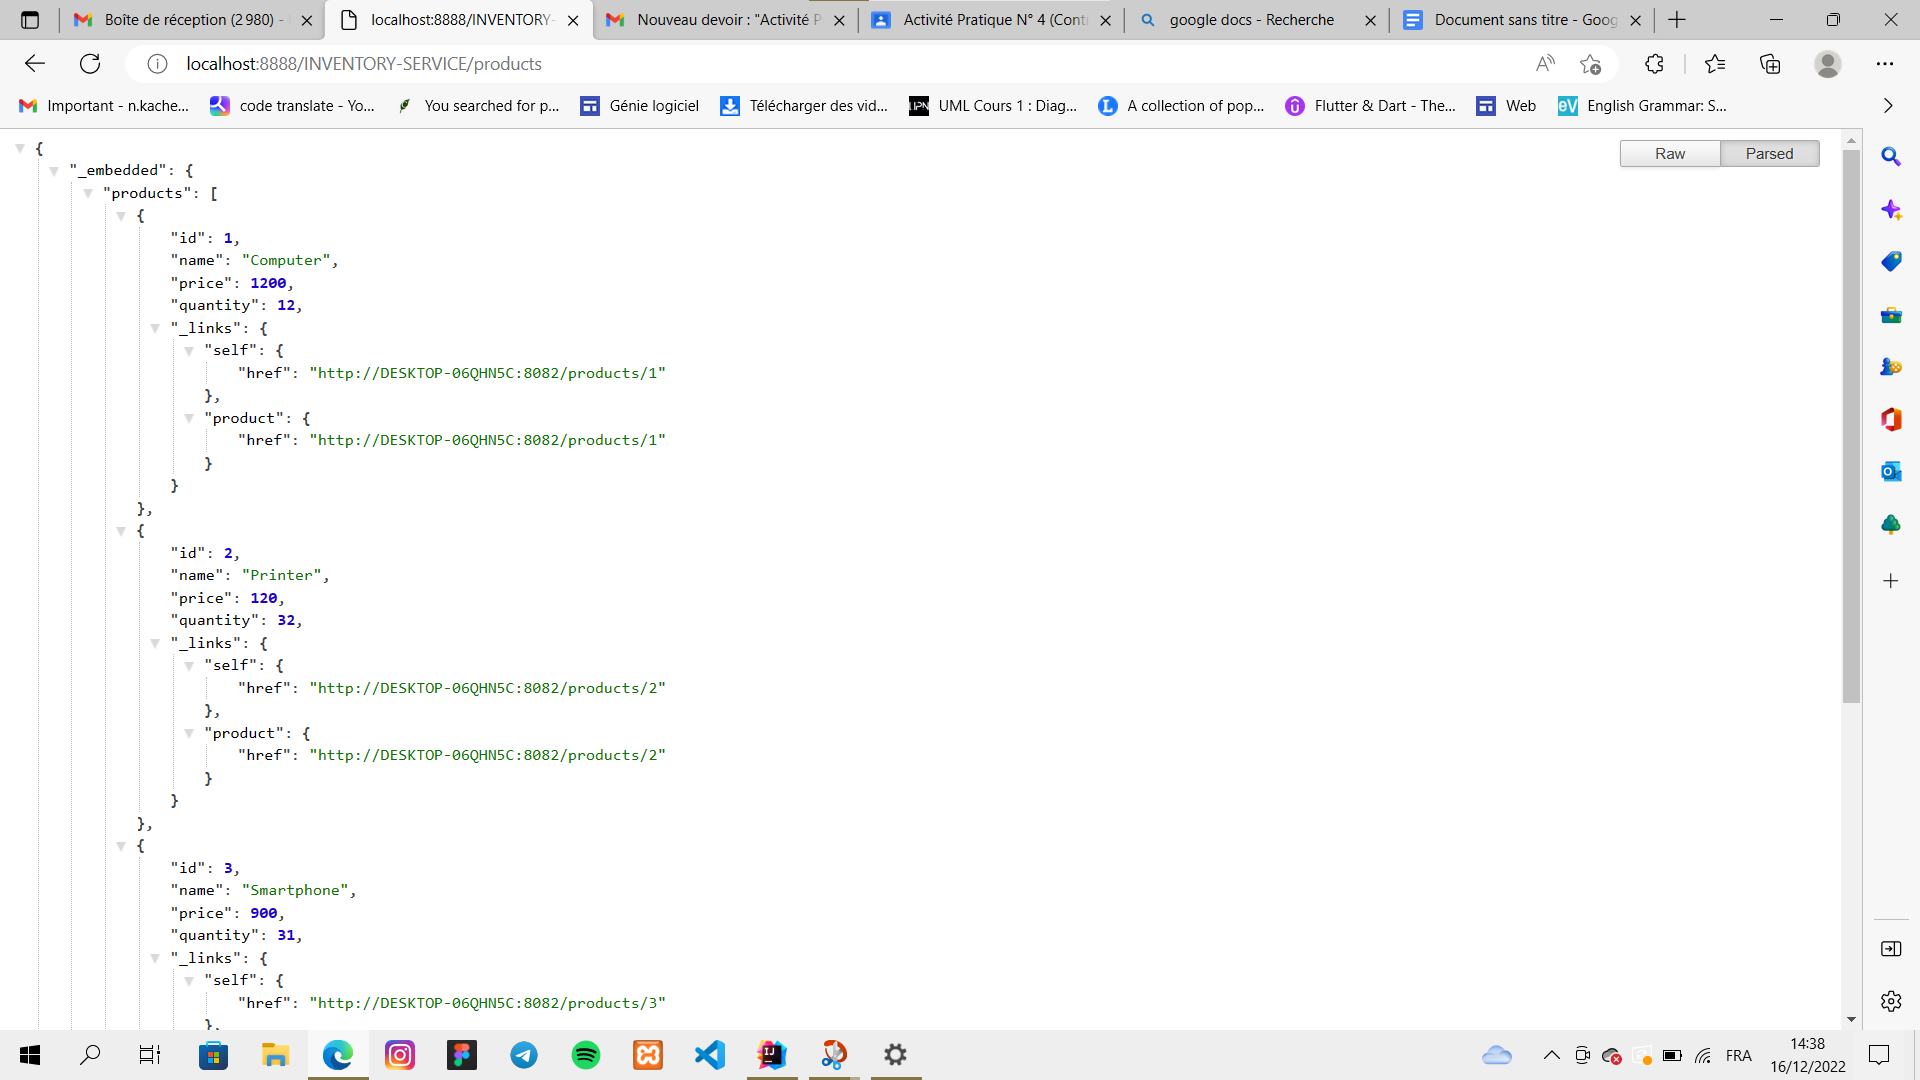 Boîte de réception (2 980) -
localhost:8888/INVENTORY-
Nouveau devoir : "Activité P
Activité Pratique N° 4 (Cont
google docs - Recherche
Document sans titre - Goog
localhost:8888/INVENTORY-SERVICE/products
Important - n.kache...
code translate - Yo...
You searched for p...
Génie logiciel
Télécharger des vid...
UML Cours 1 : Diag...
A collection of pop...
Flutter & Dart - The...
Web
English Grammar: S...
Raw
Parsed
{
"_embedded": {
"products": [
{
"id": 1,
"name": "Computer",
"price": 1200,
"quantity": 12,
"_links": {
"self": {
"href": "http://DESKTOP-06QHN5C:8082/products/1"
},
"product": {
"href": "http://DESKTOP-06QHN5C:8082/products/1"
}
}
},
{
"id": 2,
"name": "Printer",
"price": 120,
"quantity": 32,
"_links": {
"self": {
"href": "http://DESKTOP-06QHN5C:8082/products/2"
},
"product": {
"href": "http://DESKTOP-06QHN5C:8082/products/2"
}
}
},
{
"id": 3,
"name": "Smartphone",
"price": 900,
"quantity": 31,
"_links": {
"self": {
"href": "http://DESKTOP-06QHN5C:8082/products/3"
},
FRA
14:38
16/12/2022